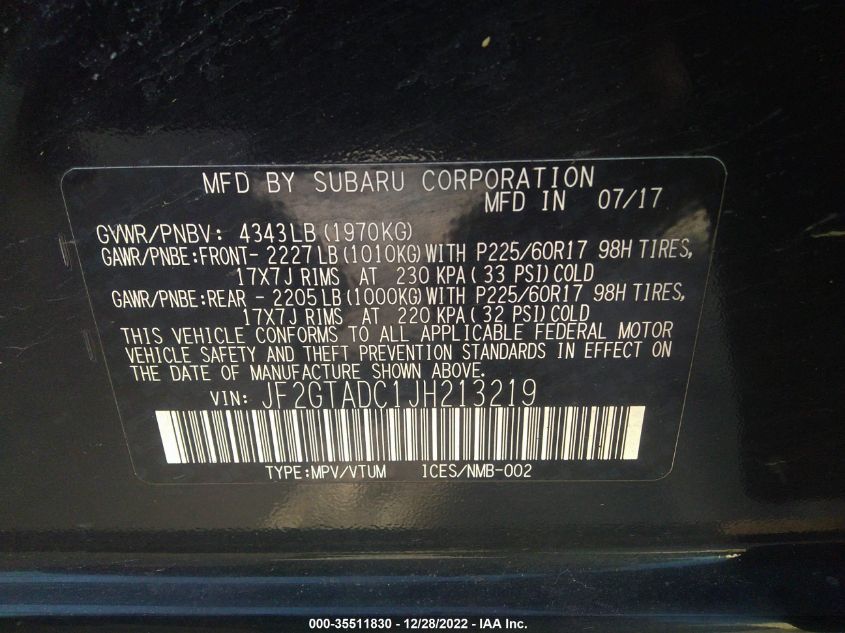 MFD BY SUBARU CORPORATION
MFD IN 07/17
GVWR/PNBV: 4343LB (1970KG)
GAWR/PNBE:FRONT- 2227LB (1010KG) WITH P225/60R17 98H TIRES,
17X7J RIMS AT 230 KPA ( 33 PSI) COLD
GAWR/PNBE:REAR - 2205LB (1000KG) WITH P225/60R17 98H TIRES,
17X7J RIMS AT 220 KPA ( 32 PSI) COLD
THIS VEHICLE CONFORMS TO ALL APPLICABLE FEDERAL MOTOR
VEHICLE SAFETY AND THEFT PREVENTION STANDARDS IN EFFECT ON
THE DATE OF MANUFACTURE SHOWN ABOVE.
VIN: JF2GTADC1JH213219
TYPE:MPV/VTUM ICES/NMB-002
000-35511830 - 12/28/2022 - IAA Inc.